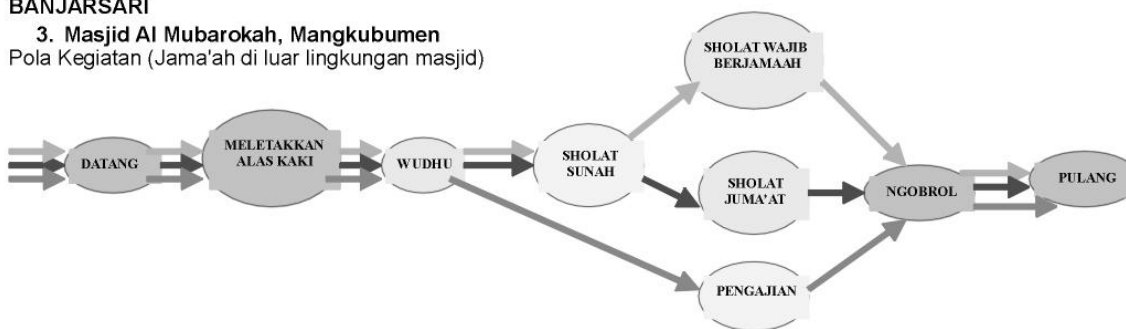 BANJARSARI
3. Masjid Al Mubarokah, Mangkubumen
Pola Kegiatan (Jama'ah di luar lingkungan masjid)
SHOLAT WAJIB
BERJAMAAH
DATANG
MELETAKKAN
ALAS KAKI
WUDHU
SHOLAT
SUNAH
SHOLAT
JUMA'AT
NGOBROL
PULANG
PENGAJIAN